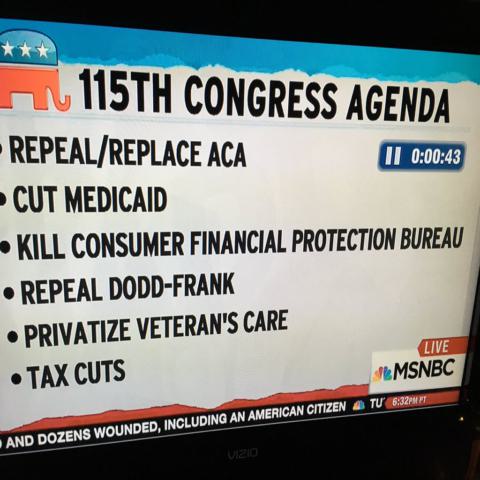 115TH CONGRESS AGENDA
• REPEAL/REPLACE ACA
0:00:43
• CUT MEDICAID
• KILL CONSUMER FINANCIAL PROTECTION BUREAU
• REPEAL DODD-FRANK
• PRIVATIZE VETERAN'S CARE
• TAX CUTS
LIVE
MSNBC
AND DOZENS WOUNDED, INCLUDING AN AMERICAN CITIZEN TU 6:32PM PT
VIZIO